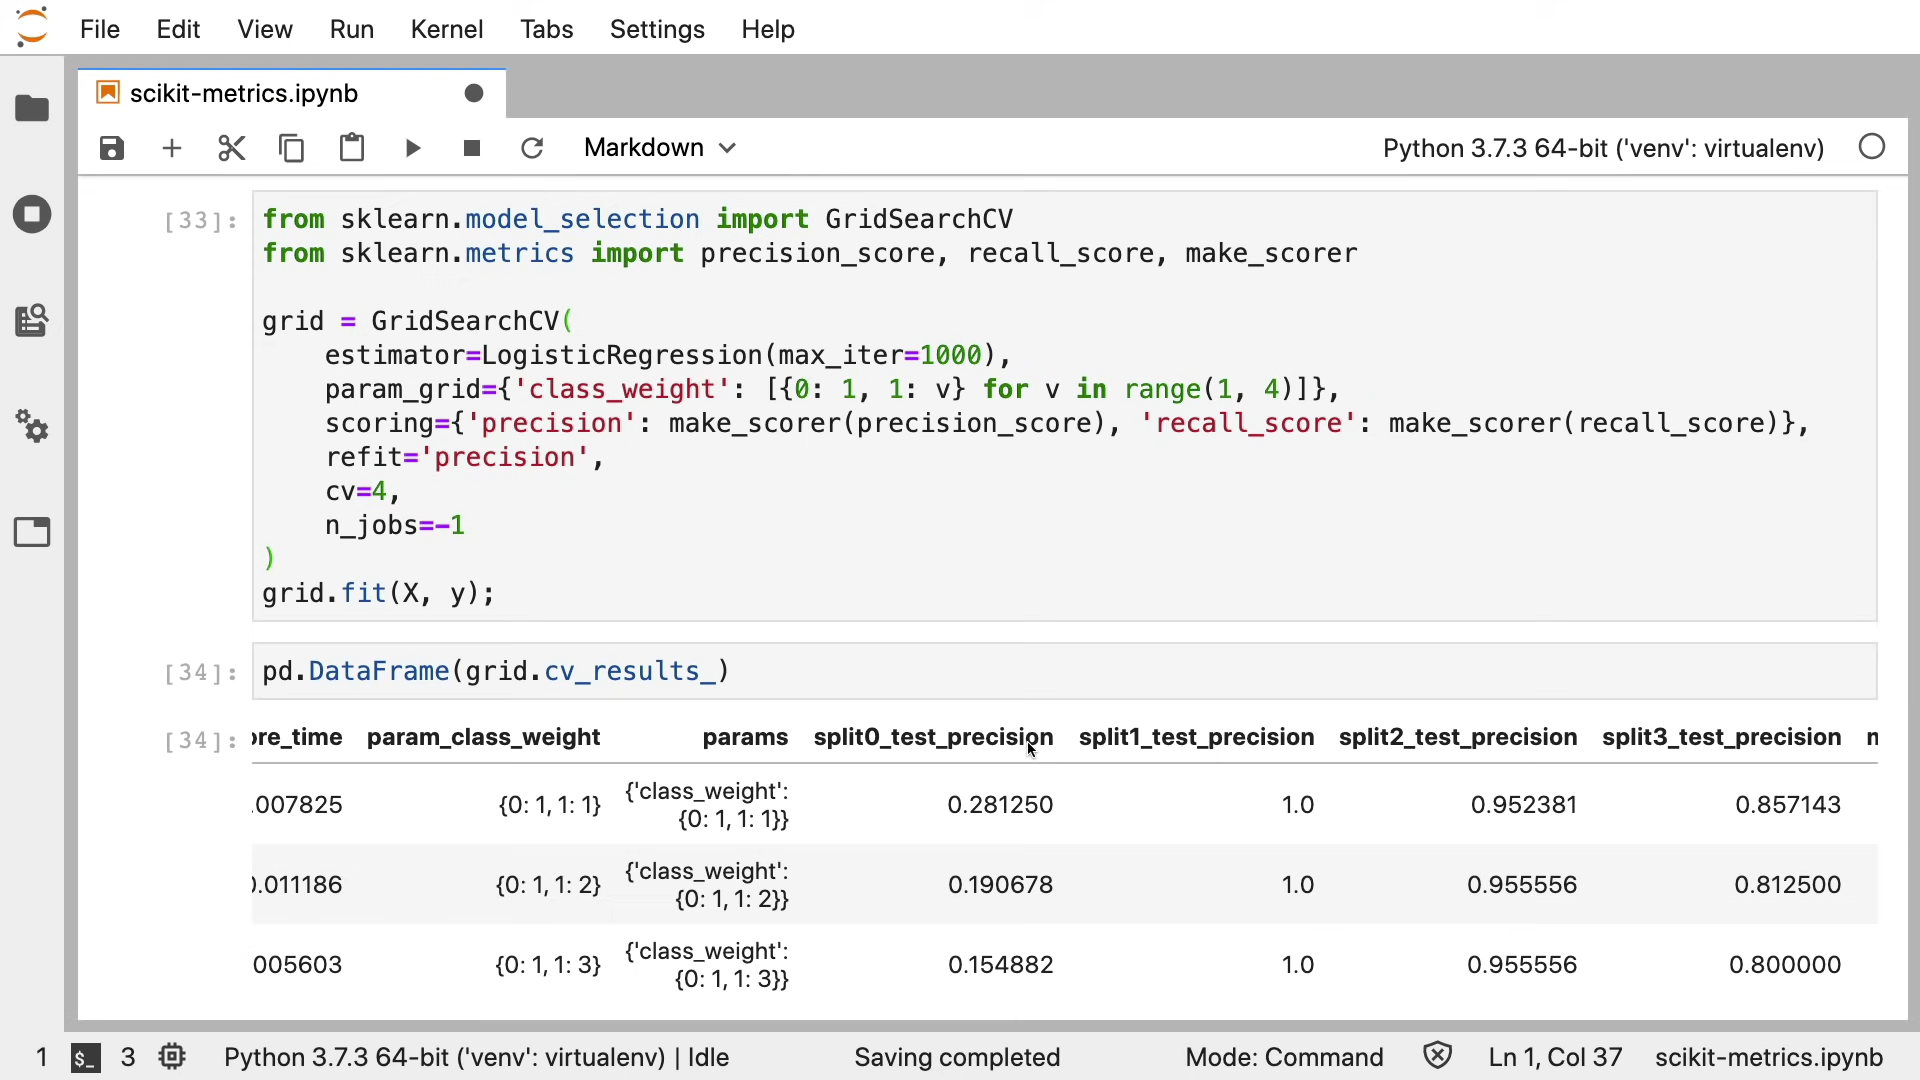 File Edit View Run Kernel Tabs Settings Help
scikit-metrics.ipynb
Markdown
Python 3.7.3 64-bit ('venv': virtualenv)
[33]:
from sklearn.model_selection import GridSearchCV
from sklearn.metrics import precision_score, recall_score, make_scorer
grid = GridSearchCV(
estimator=LogisticRegression(max_iter=1000),
param_grid={'class_weight': [{0: 1, 1: v} for v in range(1, 4)]},
scoring={'precision': make_scorer(precision_score), 'recall_score': make_scorer(recall_score)},
refit='precision',
cv=4,
n_jobs=-1
)
grid.fit(X, y);
[34]: pd.DataFrame(grid.cv_results_)
[34]: ore_time param_class_weight params split0_test_precision split1_test_precision split2_test_precision split3_test_precision
.007825 {0: 1, 1: 1} {'class_weight': {0: 1, 1: 1}} 0.281250 1.0 0.952381 0.857143
0.011186 {0: 1, 1: 2} {'class_weight': {0: 1, 1: 2}} 0.190678 1.0 0.955556 0.812500
005603 {0: 1, 1: 3} {'class_weight': {0: 1, 1: 3}} 0.154882 1.0 0.955556 0.800000
1 $_ 3 Python 3.7.3 64-bit ('venv': virtualenv) | Idle Saving completed Mode: Command Ln 1, Col 37 scikit-metrics.ipynb